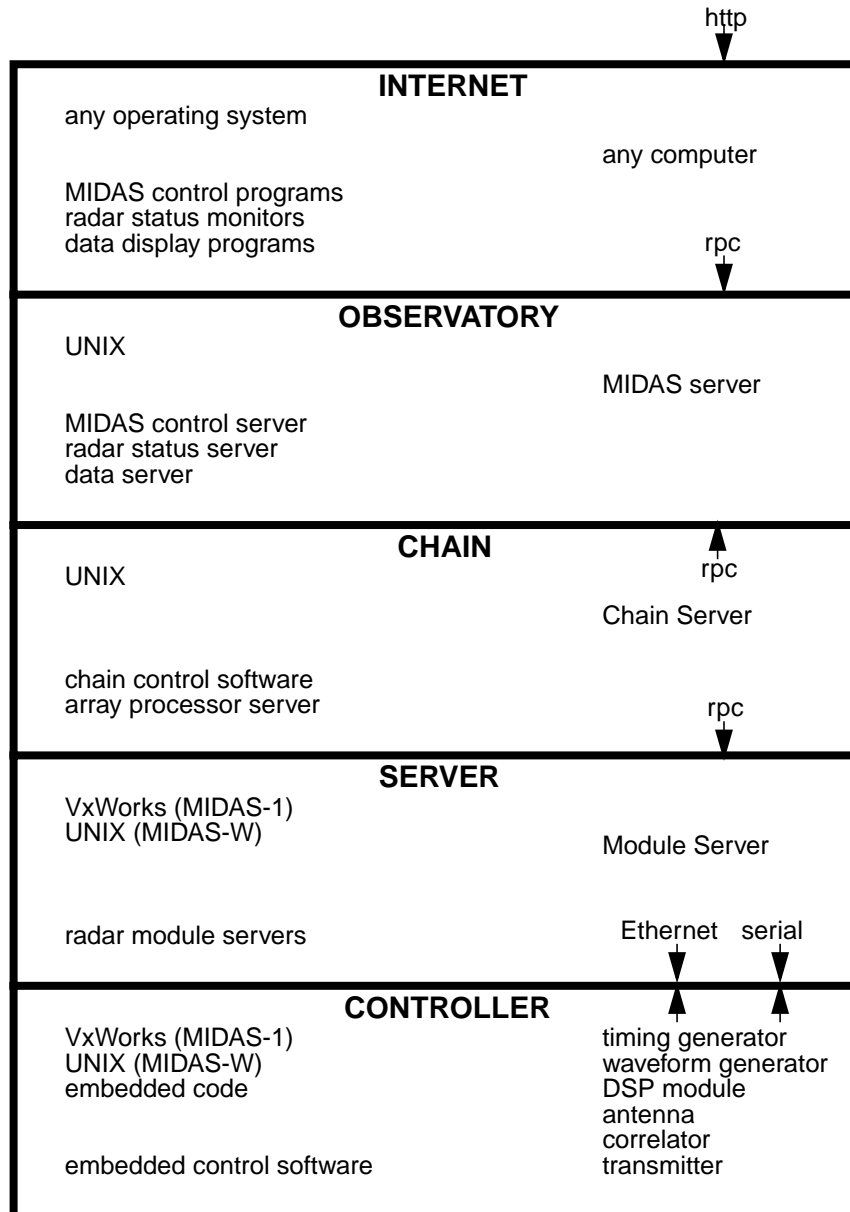 http
INTERNET
any operating system
any computer
MIDAS control programs
radar status monitors
data display programs
rpc
OBSERVATORY
UNIX
MIDAS server
MIDAS control server
radar status server
data server
CHAIN
rpc
UNIX
Chain Server
chain control software
array processor server
rpc
SERVER
VxWorks (MIDAS-1)
UNIX (MIDAS-W)
Module Server
radar module servers
Ethernet serial
CONTROLLER
VxWorks (MIDAS-1)
UNIX (MIDAS-W)
embedded code
embedded control software
timing generator
waveform generator
DSP module
antenna
correlator
transmitter